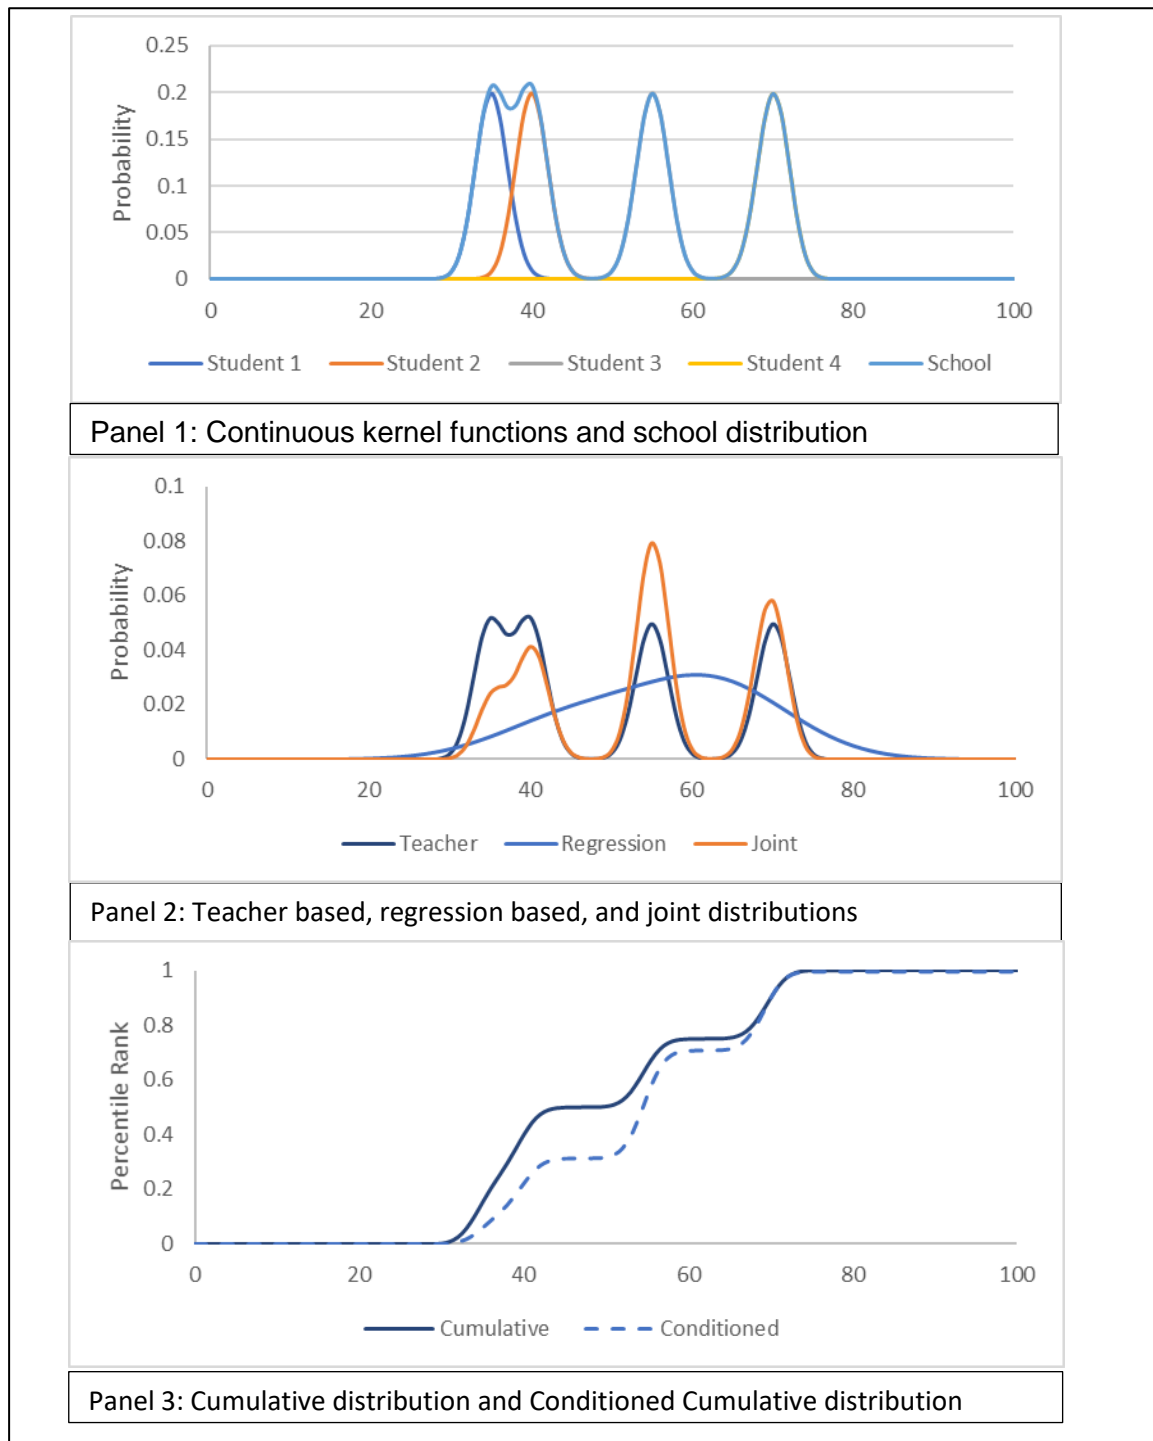 0.25
0.2
0.15
0.1
0.05
0
Probability
0 20 40 60 80 100
Student 1 Student 2 Student 3 Student 4 School
Panel 1: Continuous kernel functions and school distribution
0.1
0.08
0.06
0.04
0.02
0
Probability
0 20 40 60 80 100
Teacher Regression Joint
Panel 2: Teacher based, regression based, and joint distributions
1
0.8
0.6
0.4
0.2
0
Percentile Rank
0 20 40 60 80 100
Cumulative Conditioned
Panel 3: Cumulative distribution and Conditioned Cumulative distribution